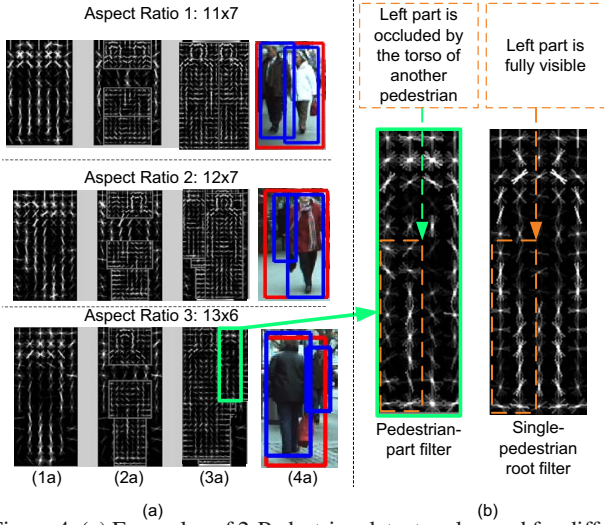 Aspect Ratio 1: 11x7
Aspect Ratio 2: 12x7
Aspect Ratio 3: 13x6
(1a) (2a) (3a) (4a)
(a)
Left part is
occluded by
the torso of
another
pedestrian
Left part is
fully visible
Pedestrian-
part filter
Single-
pedestrian
root filter
(b)